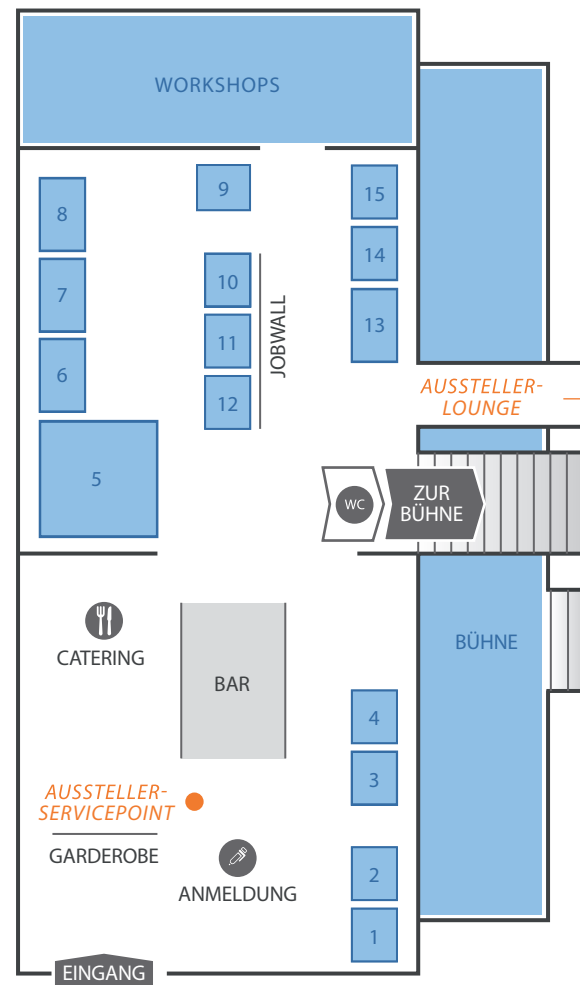 WORKSHOPS
9
15
8
14
10
7
13
11
JOBWALL
6
12
AUSSTELLER-
LOUNGE
5
WC
ZUR
BÜHNE
CATERING
BAR
BÜHNE
4
3
AUSSTELLER-
SERVICEPOINT
GARDEROBE
ANMELDUNG
2
1
EINGANG